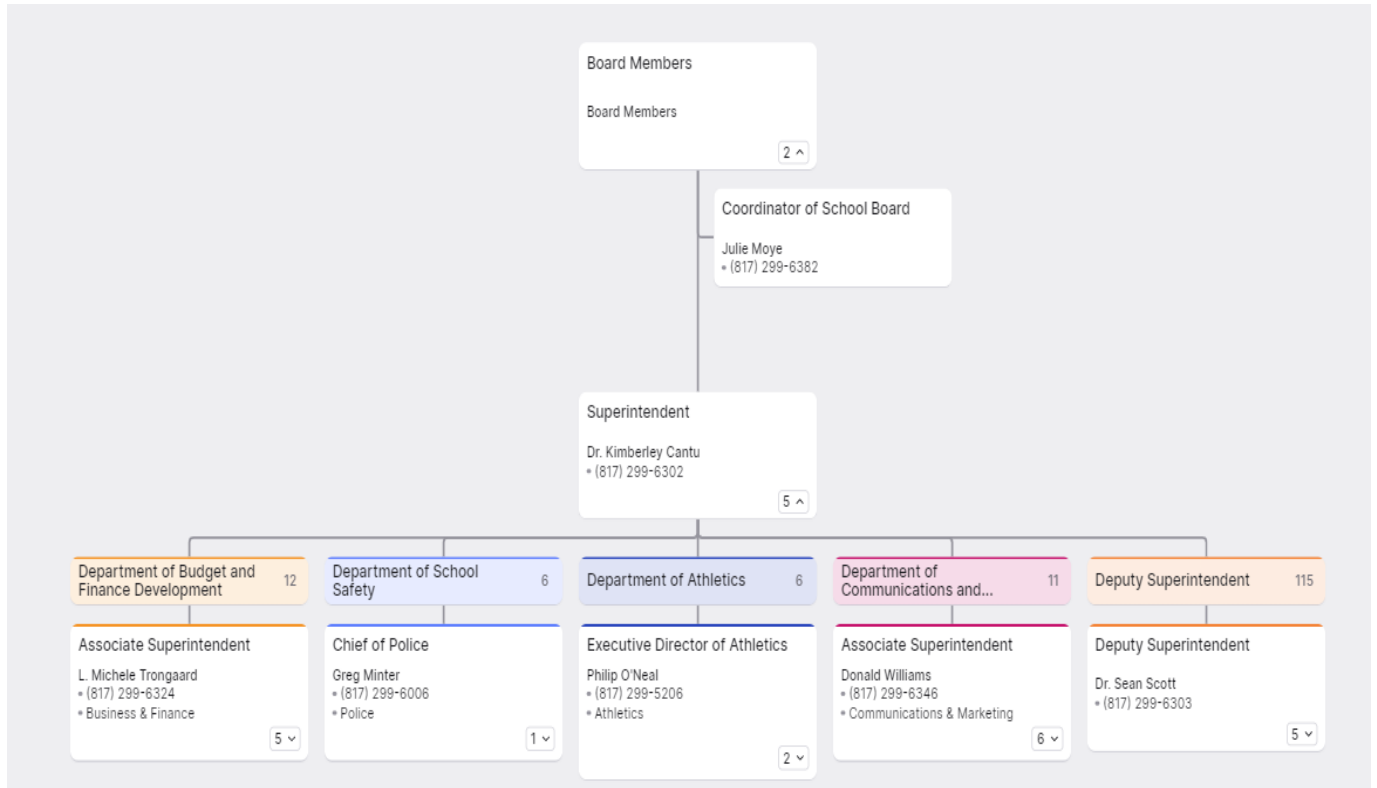 Board Members
Board Members
2
Coordinator of School Board
Julie Moye
• (817) 299-6382
Superintendent
Dr. Kimberley Cantu
• (817) 299-6302
5
Department of Budget and
Finance Development
12
Associate Superintendent
L. Michele Trongaard
• (817) 299-6324
• Business & Finance
5
Department of School
Safety
6
Chief of Police
Greg Minter
• (817) 299-6006
• Police
1
Department of Athletics
6
Executive Director of Athletics
Philip O'Neal
• (817) 299-5206
• Athletics
2
Department of
Communications and...
11
Associate Superintendent
Donald Williams
• (817) 299-6346
• Communications & Marketing
6
Deputy Superintendent
115
Deputy Superintendent
Dr. Sean Scott
• (817) 299-6303
5